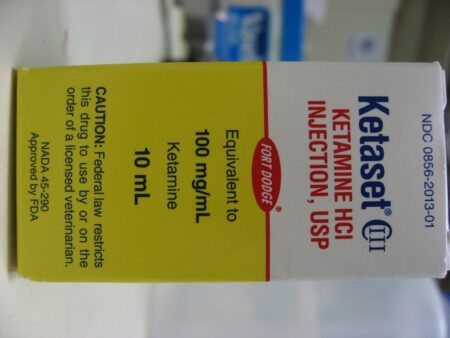 NDC 0856-2013-01
Ketaset® CIII
KETAMINE HCl
INJECTION, USP
FORT DODGE®
Equivalent to
100 mg/mL
Ketamine
10 mL
CAUTION: Federal law restricts
this drug to use by or on the
order of a licensed veterinarian.
NADA 45-290
Approved by FDA